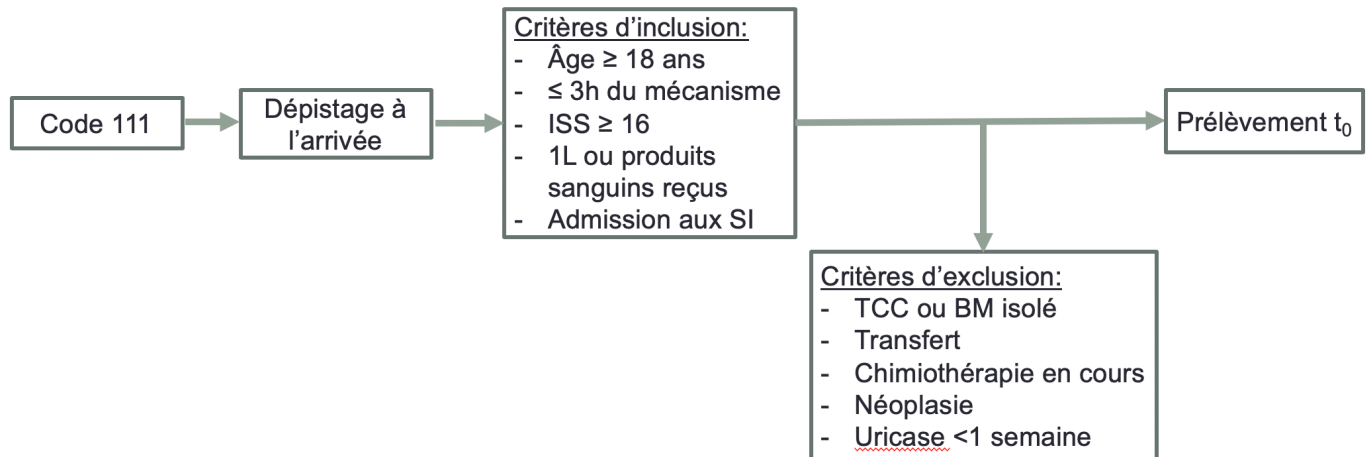 Code 111
Dépistage à
l’arrivée
Critères d’inclusion:
- Âge ≥ 18 ans
- ≤ 3h du mécanisme
- ISS ≥ 16
- 1L ou produits
sanguins reçus
- Admission aux SI
Prélèvement t₀
Critères d’exclusion:
- TCC ou BM isolé
- Transfert
- Chimiothérapie en cours
- Néoplasie
- Uricase <1 semaine